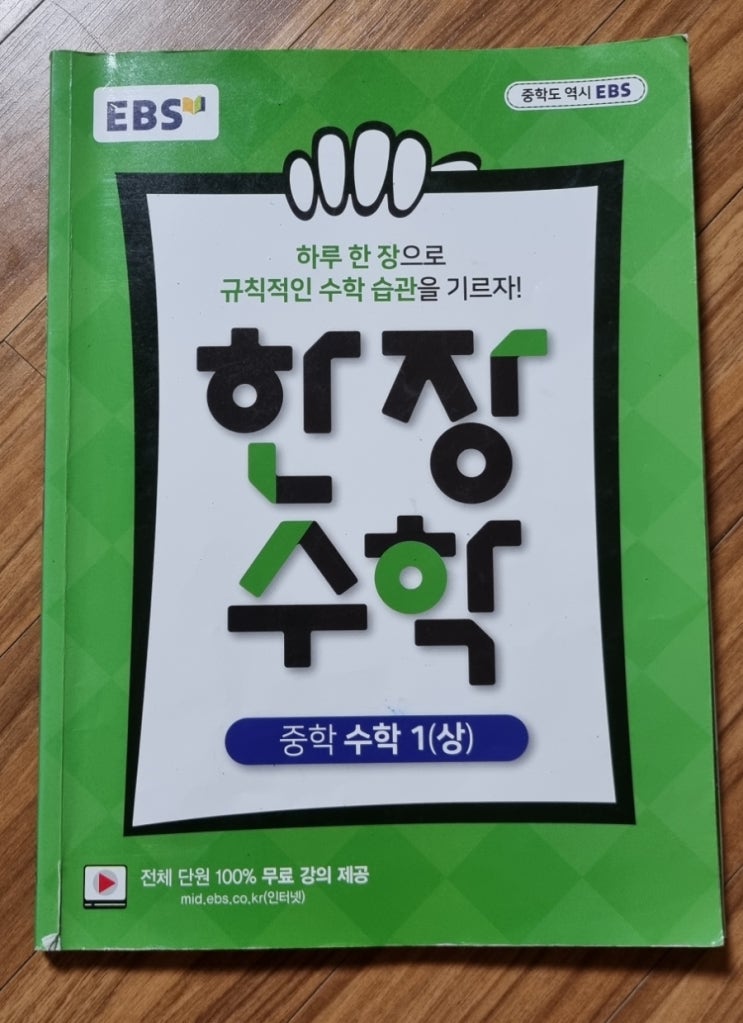 EBS
중학도 역시 EBS
하루 한 장으로
규칙적인 수학 습관을 기르자!
한장
수학
중학 수학 1(상)
전체 단원 100% 무료 강의 제공
mid.ebs.co.kr(인터넷)